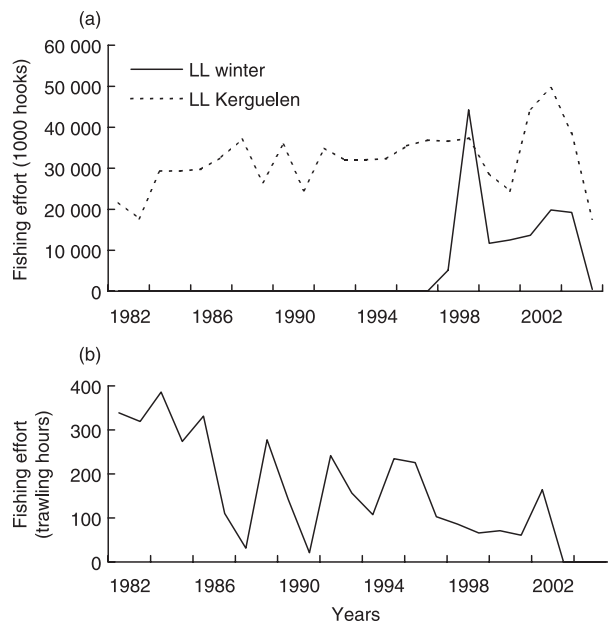 (a)
60 000
50 000
40 000
30 000
20 000
10 000
0
Fishing effort (1000 hooks)
LL winter
LL Kerguelen
1982 1986 1990 1994 1998 2002
(b)
400
300
200
100
0
Fishing effort
(trawling hours)
1982 1986 1990 1994 1998 2002
Years